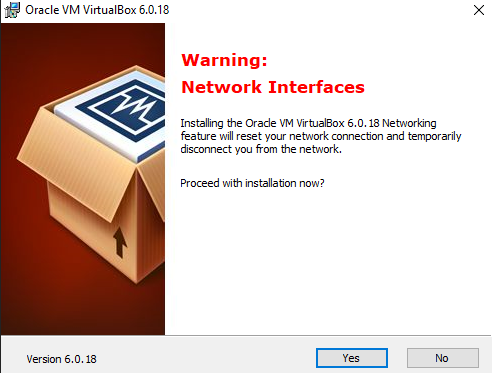 Oracle VM VirtualBox 6.0.18
Warning:
Network Interfaces
Installing the Oracle VM VirtualBox 6.0.18 Networking
feature will reset your network connection and temporarily
disconnect you from the network.
Proceed with installation now?
Version 6.0.18
Yes
No